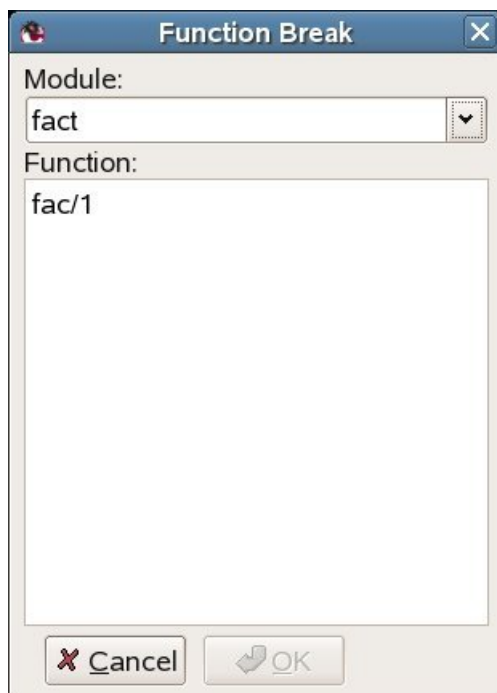 Function Break
Module:
fact
Function:
fac/1
Cancel
OK